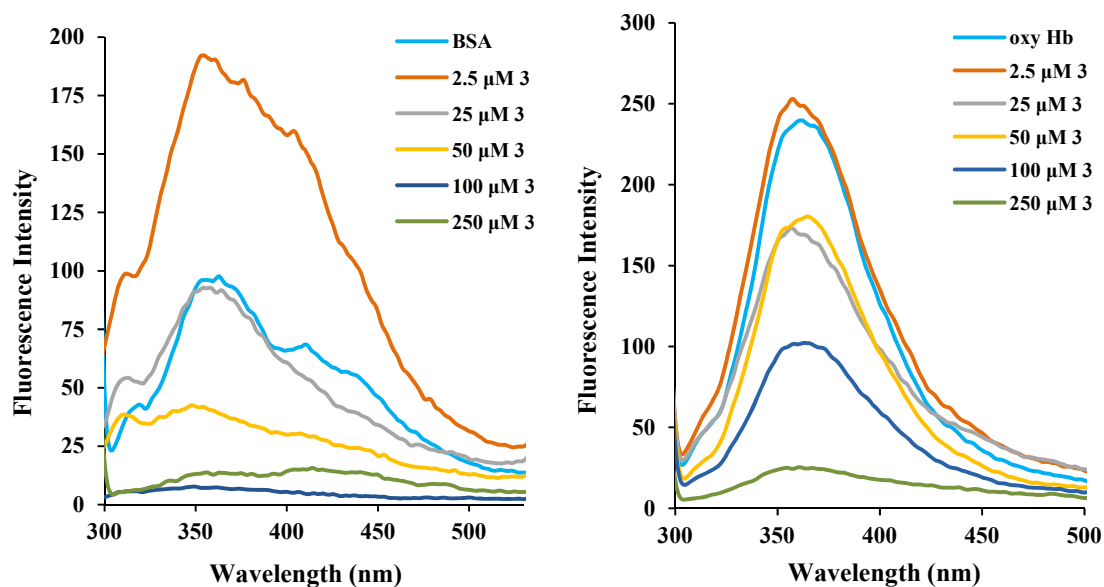 200
175
150
125
100
75
50
25
0
Fluorescence Intensity
300
350
400
450
500
Wavelength (nm)
BSA
2.5 µM 3
25 µM 3
50 µM 3
100 µM 3
250 µM 3
300
250
200
150
100
50
0
Fluorescence Intensity
300
350
400
450
500
Wavelength (nm)
oxy Hb
2.5 µM 3
25 µM 3
50 µM 3
100 µM 3
250 µM 3